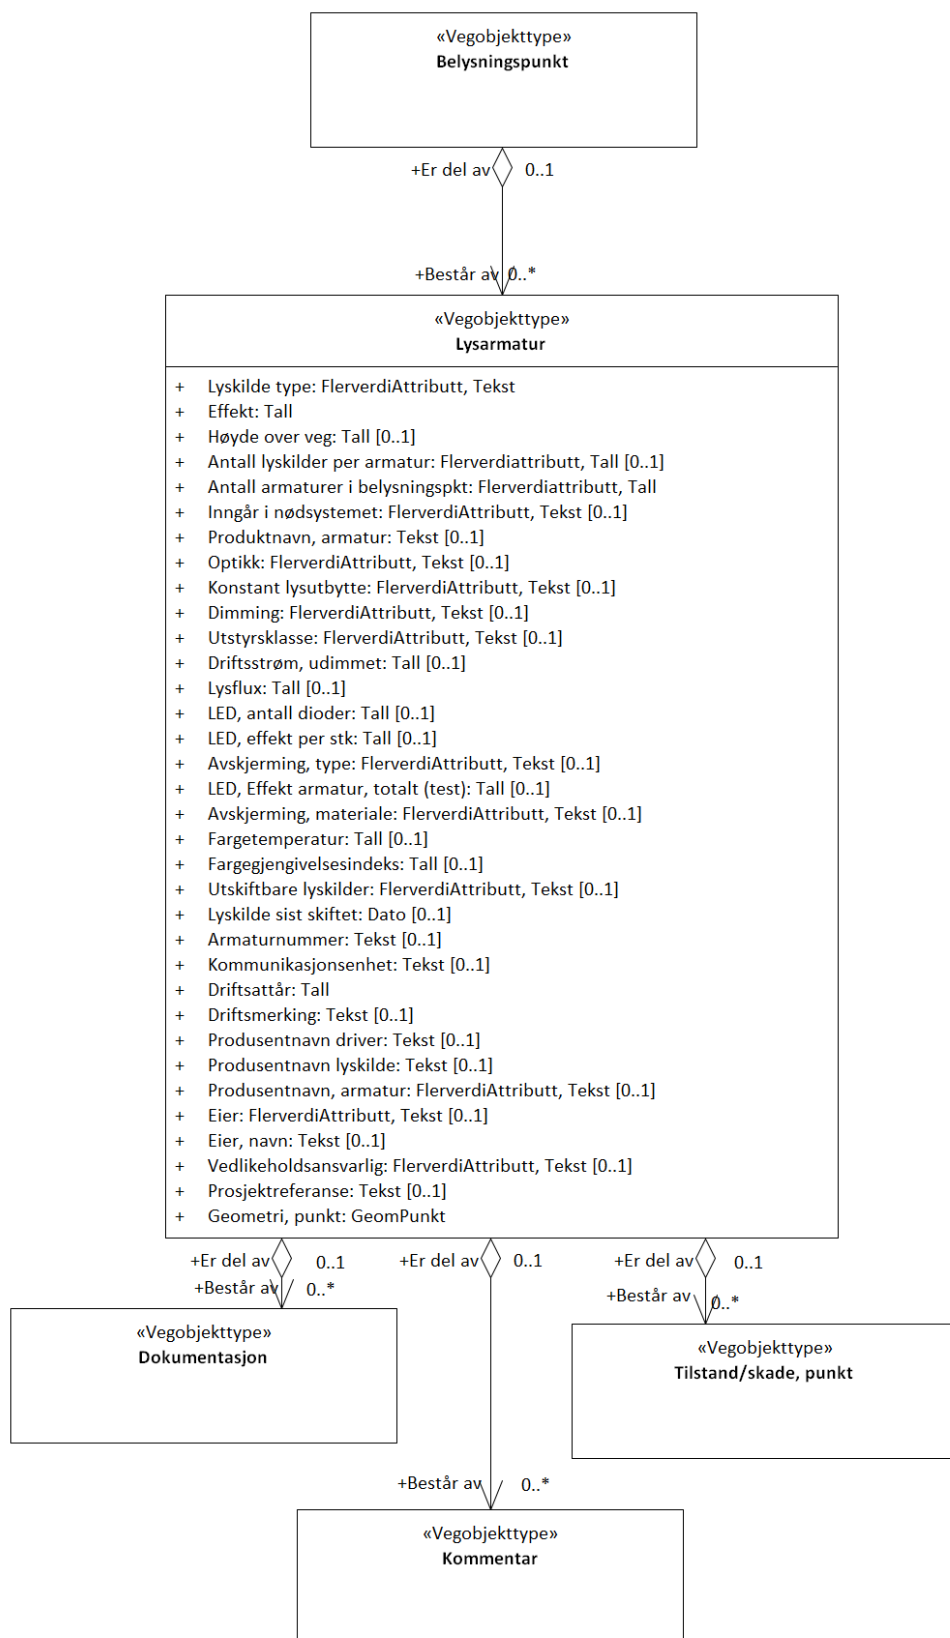 «Vegobjekttype»
Belysningspunkt
+Er del av 0..1
+Består av 0..*
«Vegobjekttype»
Lysarmatur
+ Lyskilde type: FlerverdiAttributt, Tekst
+ Effekt: Tall
+ Høyde over veg: Tall [0..1]
+ Antall lyskilder per armatur: Flerverdiattributt, Tall [0..1]
+ Antall armaturer i belysningspkt: Flerverdiattributt, Tall
+ Inngår i nødsystemet: FlerverdiAttributt, Tekst [0..1]
+ Produktnavn, armatur: Tekst [0..1]
+ Optikk: FlerverdiAttributt, Tekst [0..1]
+ Konstant lysutbytte: FlerverdiAttributt, Tekst [0..1]
+ Dimming: FlerverdiAttributt, Tekst [0..1]
+ Utstyrsklasse: FlerverdiAttributt, Tekst [0..1]
+ Driftsstrøm, udimmet: Tall [0..1]
+ Lysflux: Tall [0..1]
+ LED, antall dioder: Tall [0..1]
+ LED, effekt per stk: Tall [0..1]
+ Avskjerming, type: FlerverdiAttributt, Tekst [0..1]
+ LED, Effekt armatur, totalt (test): Tall [0..1]
+ Avskjerming, materiale: FlerverdiAttributt, Tekst [0..1]
+ Fargetemperatur: Tall [0..1]
+ Fargegjengivelsesindeks: Tall [0..1]
+ Utskiftbare lyskilder: FlerverdiAttributt, Tekst [0..1]
+ Lyskilde sist skiftet: Dato [0..1]
+ Armaturnummer: Tekst [0..1]
+ Kommunikasjonsenhet: Tekst [0..1]
+ Driftsattår: Tall
+ Driftsmerking: Tekst [0..1]
+ Produsentnavn driver: Tekst [0..1]
+ Produsentnavn lyskilde: Tekst [0..1]
+ Produsentnavn, armatur: FlerverdiAttributt, Tekst [0..1]
+ Eier: FlerverdiAttributt, Tekst [0..1]
+ Eier, navn: Tekst [0..1]
+ Vedlikeholdsansvarlig: FlerverdiAttributt, Tekst [0..1]
+ Prosjektreferanse: Tekst [0..1]
+ Geometri, punkt: GeomPunkt
+Er del av 0..1 +Er del av 0..1 +Er del av 0..1
+Består av 0..*
+Består av 0..*
«Vegobjekttype»
Dokumentasjon
«Vegobjekttype»
Tilstand/skade, punkt
+Består av 0..*
«Vegobjekttype»
Kommentar